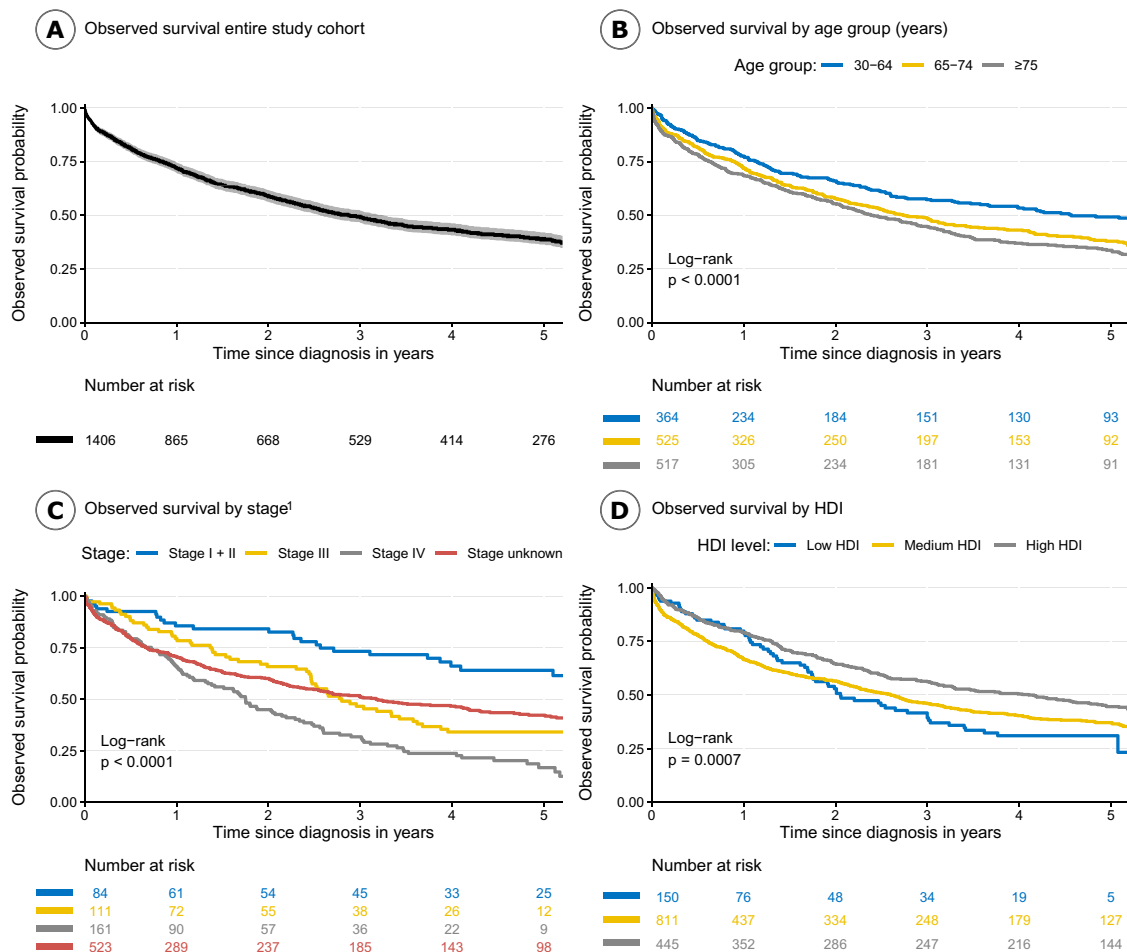 A Observed survival entire study cohort
Observed survival probability
1.00
0.75
0.50
0.25
0.00
0 1 2 3 4 5
Time since diagnosis in years
Number at risk
1406 865 668 529 414 276
B Observed survival by age group (years)
Age group: 30−64 65−74 ≥75
Observed survival probability
1.00
0.75
0.50
0.25
0.00
Log−rank
p < 0.0001
0 1 2 3 4 5
Time since diagnosis in years
Number at risk
364 234 184 151 130 93
525 326 250 197 153 92
517 305 234 181 131 91
C Observed survival by stage¹
Stage: Stage I + II Stage III Stage IV Stage unknown
Observed survival probability
1.00
0.75
0.50
0.25
0.00
Log−rank
p < 0.0001
0 1 2 3 4 5
Time since diagnosis in years
Number at risk
84 61 54 45 33 25
111 72 55 38 26 12
161 90 57 36 22 9
523 289 237 185 143 98
D Observed survival by HDI
HDI level: Low HDI Medium HDI High HDI
Observed survival probability
1.00
0.75
0.50
0.25
0.00
Log−rank
p = 0.0007
0 1 2 3 4 5
Time since diagnosis in years
Number at risk
150 76 48 34 19 5
811 437 334 248 179 127
445 352 286 247 216 144